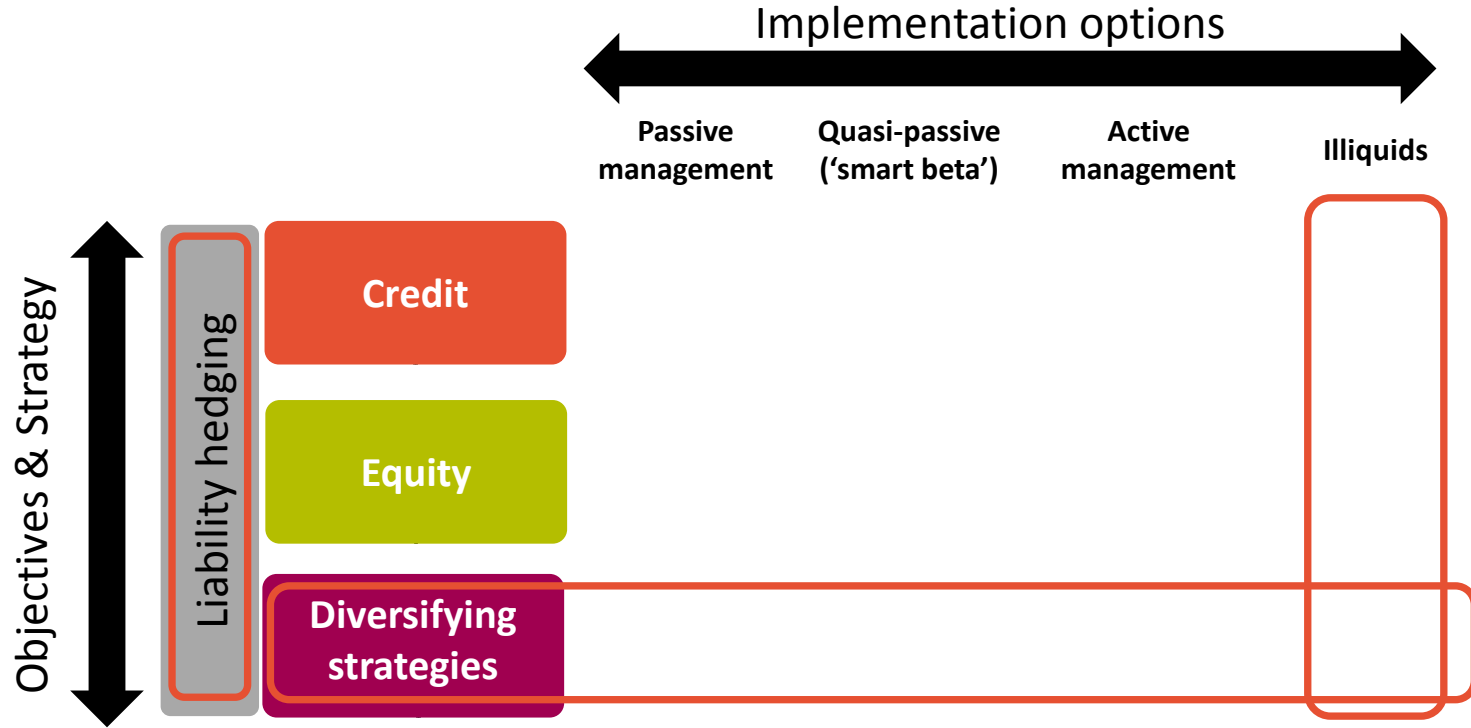 Implementation options
Passive
management
Quasi-passive
(‘smart beta’)
Active
management
Illiquids
Objectives & Strategy
Liability hedging
Credit
Equity
Diversifying
strategies